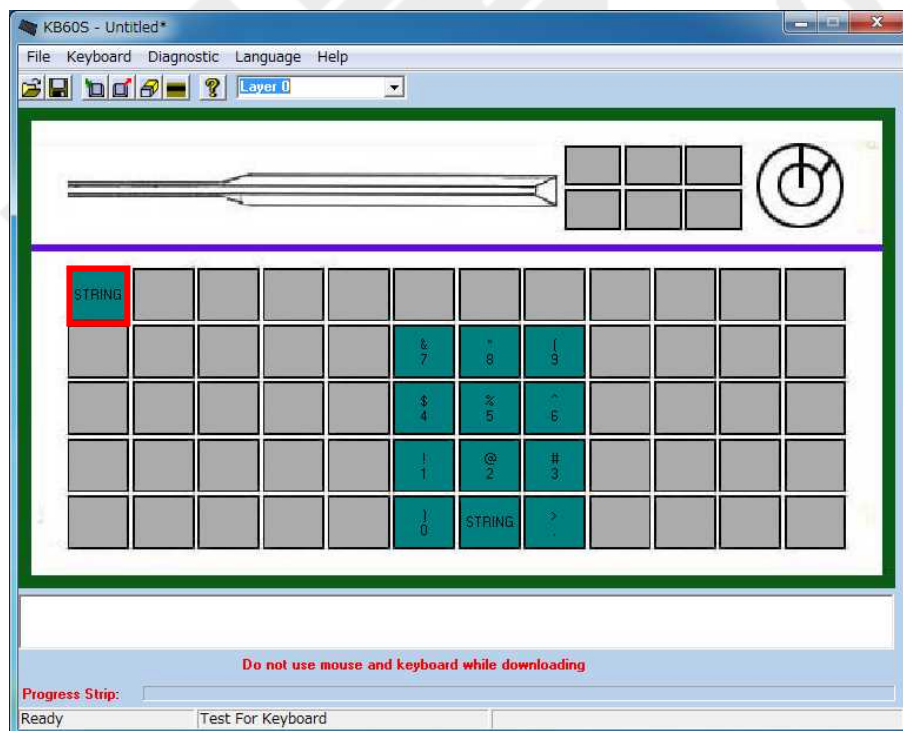 KB60S - Untitled*
File Keyboard Diagnostic Language Help
Layer 0
STRING
& * (
7 8 9
$ % ^
4 5 6
! @ #
1 2 3
) STRING >
0 .
Do not use mouse and keyboard while downloading
Progress Strip:
Ready Test For Keyboard